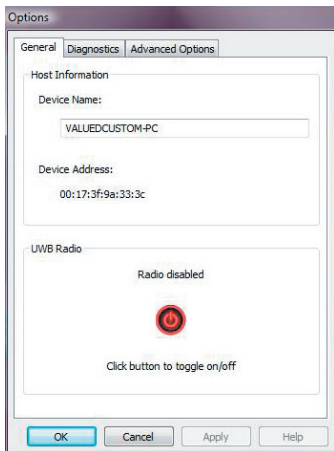 Options
General Diagnostics Advanced Options
Host Information
Device Name:
VALUEDCUSTOM-PC
Device Address:
00:17:3f:9a:33:3c
UWB Radio
Radio disabled
Click button to toggle on/off
OK Cancel Apply Help